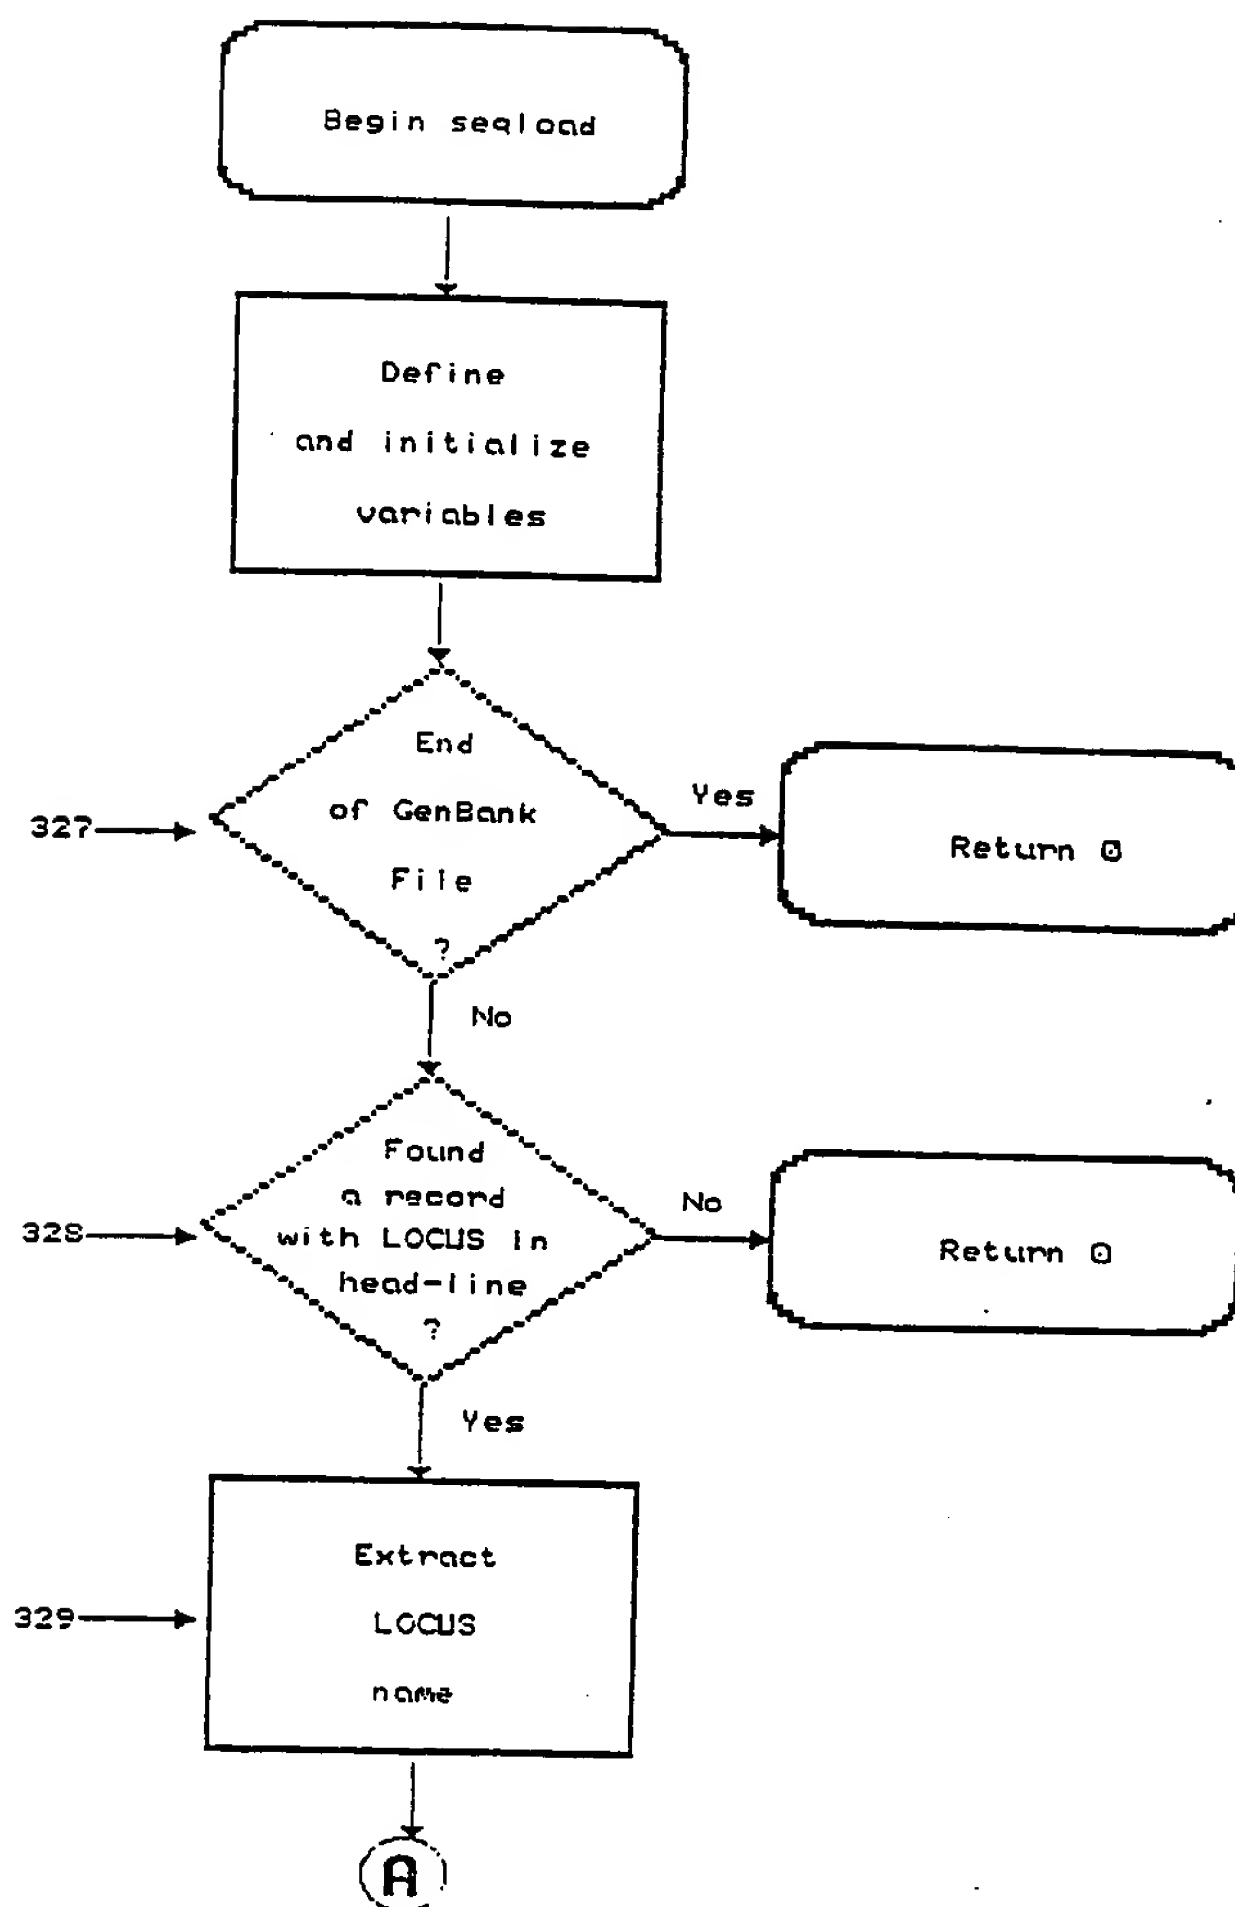 Begin seqload
Define
and initialize
variables
End
of GenBank
File
?
327
Yes
Return 0
No
Found
a record
with LOCUS in
head-line
?
328
No
Return 0
Yes
Extract
LOCUS
name
329
A